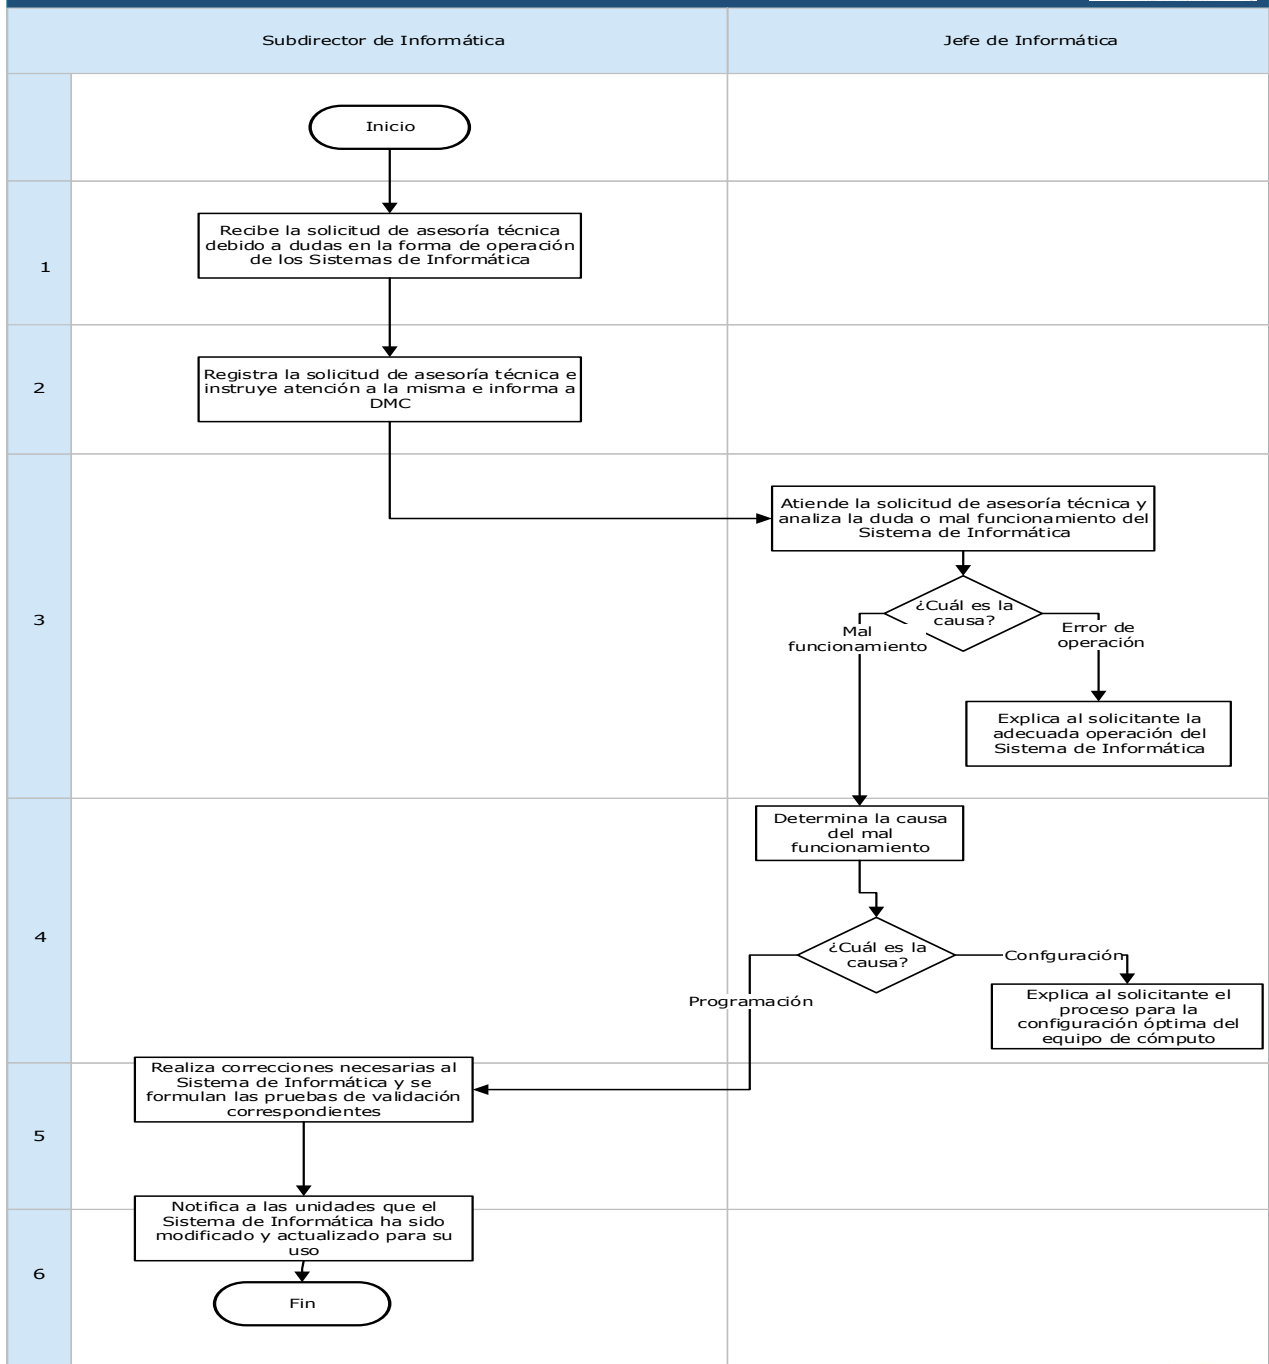 Subdirector de Informática
Jefe de Informática
Inicio
1
Recibe la solicitud de asesoría técnica
debido a dudas en la forma de operación
de los Sistemas de Informática
2
Registra la solicitud de asesoría técnica e
instruye atención a la misma e informa a
DMC
3
Atiende la solicitud de asesoría técnica y
analiza la duda o mal funcionamiento del
Sistema de Informática
¿Cuál es la
causa?
Mal
funcionamiento
Error de
operación
Explica al solicitante la
adecuada operación del
Sistema de Informática
4
Determina la causa
del mal
funcionamiento
¿Cuál es la
causa?
Confguración
Programación
Explica al solicitante el
proceso para la
configuración óptima del
equipo de cómputo
5
Realiza correcciones necesarias al
Sistema de Informática y se
formulan las pruebas de validación
correspondientes
6
Notifica a las unidades que el
Sistema de Informática ha sido
modificado y actualizado para su
uso
Fin